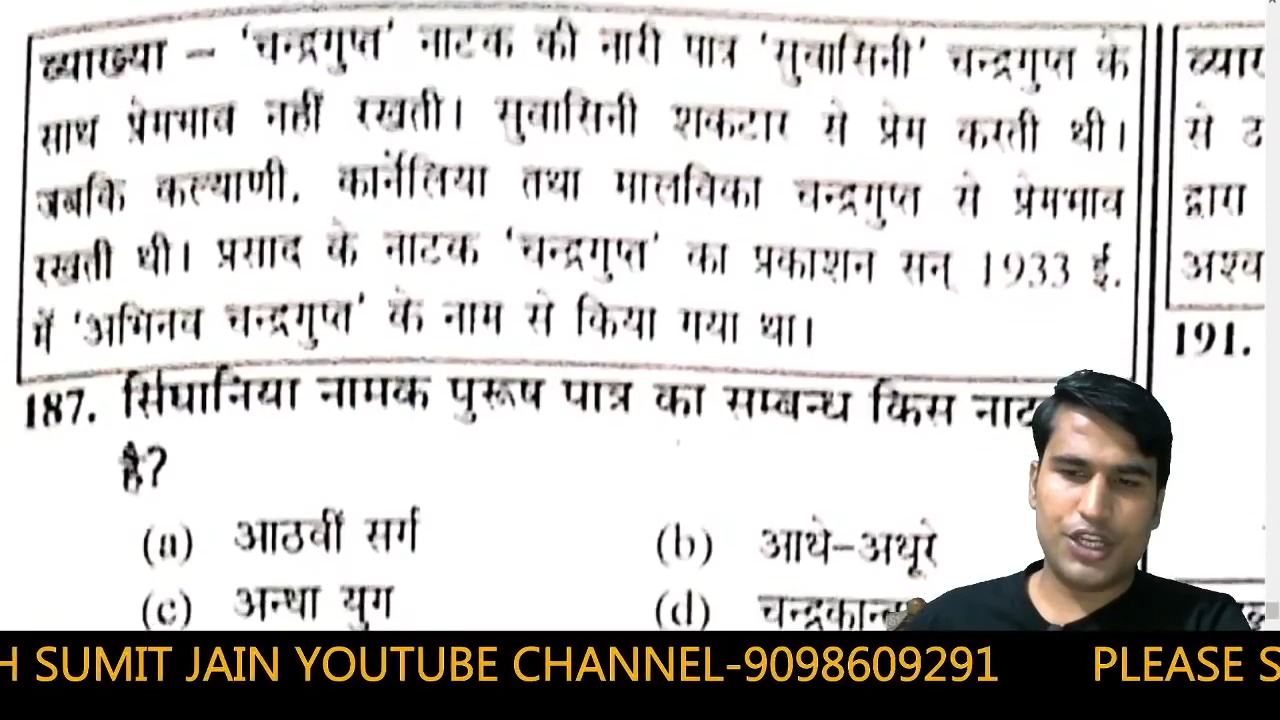 व्याख्या – 'चन्द्रगुप्त' नाटक की नारी पात्र 'सुवासिनी' चन्द्रगुप्त के
साथ प्रेमभाव नहीं रखती। सुवासिनी शकटार से प्रेम करती थी।
जबकि कल्याणी, कार्नेलिया तथा मालविका चन्द्रगुप्त से प्रेमभाव
रखती थी। प्रसाद के नाटक 'चन्द्रगुप्त' का प्रकाशन सन् 1933 ई.
में 'अभिनव चन्द्रगुप्त' के नाम से किया गया था।
187. सिंघानिया नामक पुरूष पात्र का सम्बन्ध किस
है?
(a) आठवीं सर्ग
(b) आधे-अधूरे
(c) अन्धा युग
(d)
से
द्वारा
191.
H SUMIT JAIN YOUTUBE CHANNEL-9098609291 PLEASE S